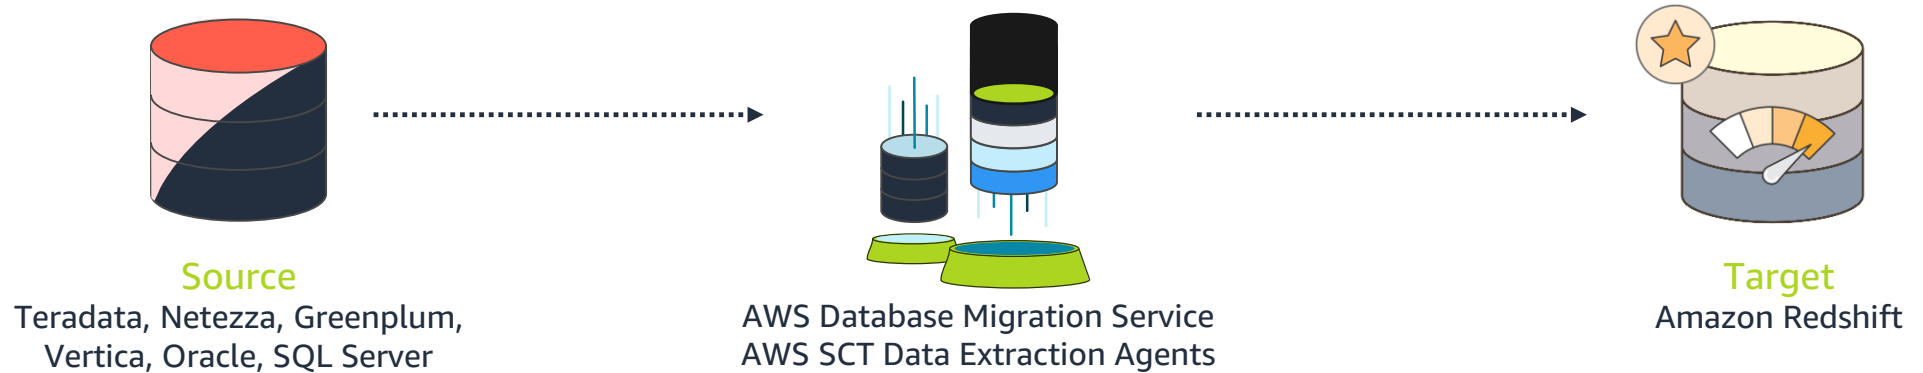 Source
Teradata, Netezza, Greenplum,
Vertica, Oracle, SQL Server
AWS Database Migration Service
AWS SCT Data Extraction Agents
Target
Amazon Redshift